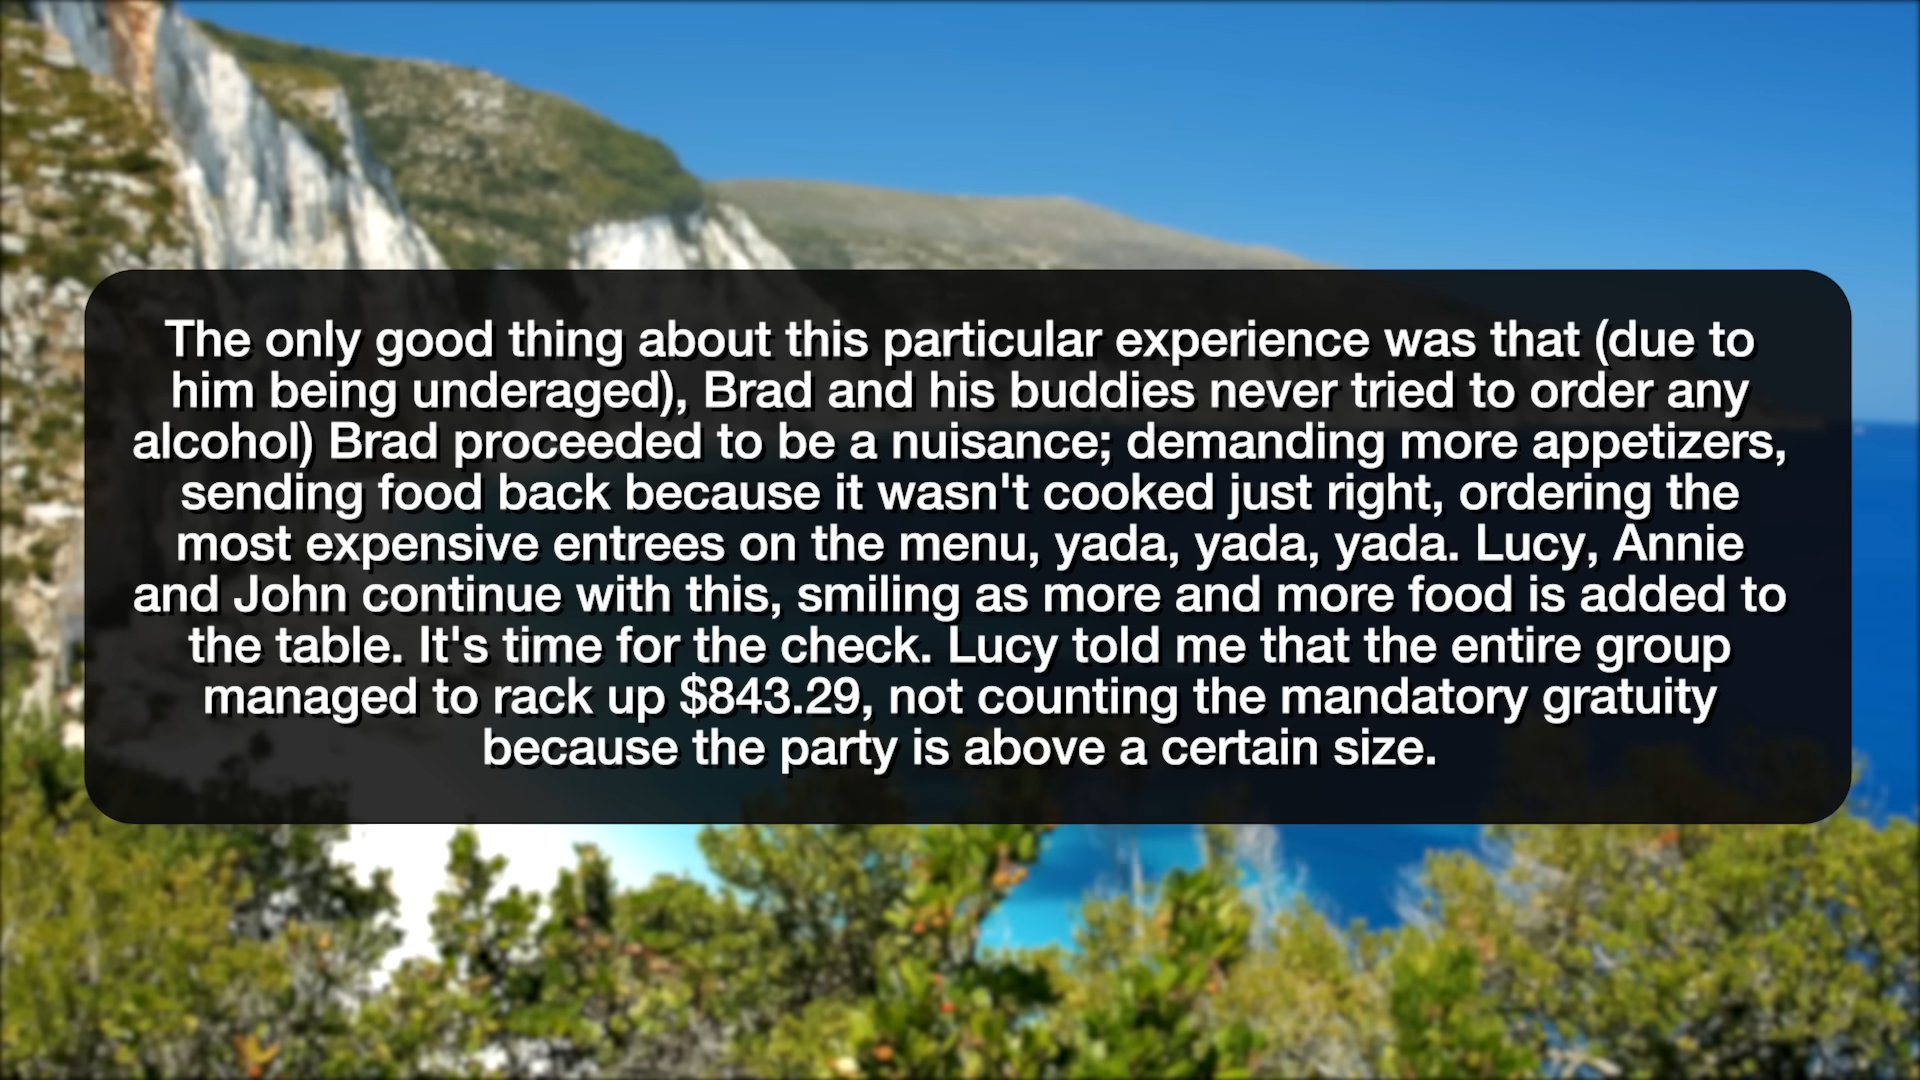 The only good thing about this particular experience was that (due to
him being underaged), Brad and his buddies never tried to order any
alcohol) Brad proceeded to be a nuisance; demanding more appetizers,
sending food back because it wasn't cooked just right, ordering the
most expensive entrees on the menu, yada, yada, yada. Lucy, Annie
and John continue with this, smiling as more and more food is added to
the table. It's time for the check. Lucy told me that the entire group
managed to rack up $843.29, not counting the mandatory gratuity
because the party is above a certain size.